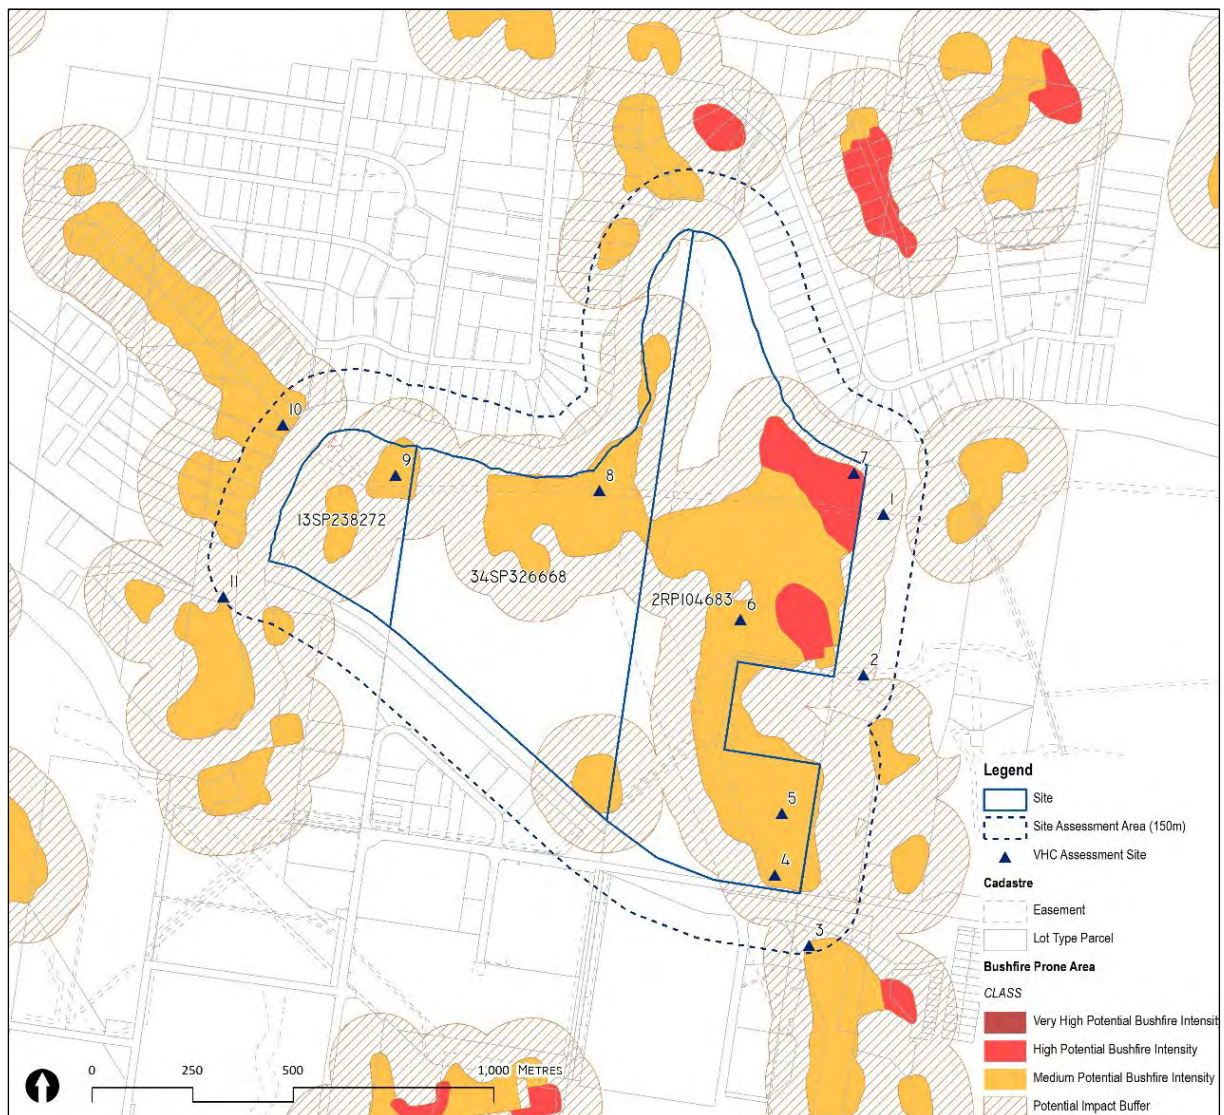 10
9
8
7
1
13SP238272
11
34SP326668
2RP104683
6
2
5
4
3
Legend
Site
Site Assessment Area (150m)
VHC Assessment Site
Cadastre
Easement
Lot Type Parcel
Bushfire Prone Area
CLASS
Very High Potential Bushfire Intensit
High Potential Bushfire Intensity
Medium Potential Bushfire Intensity
Potential Impact Buffer
0 250 500 1,000 METRES